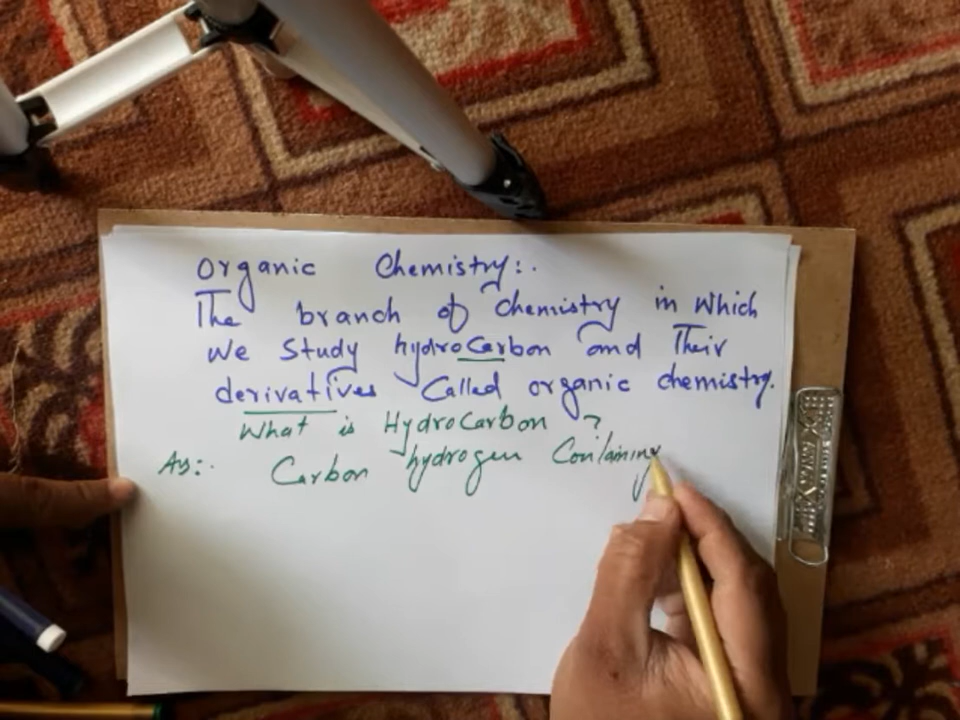 Organic Chemistry:.
The branch of chemistry in which
we study hydrocarbon and Their
derivatives Called organic chemistry.
What is HydroCarbon ?
As:. Carbon hydrogen Containing